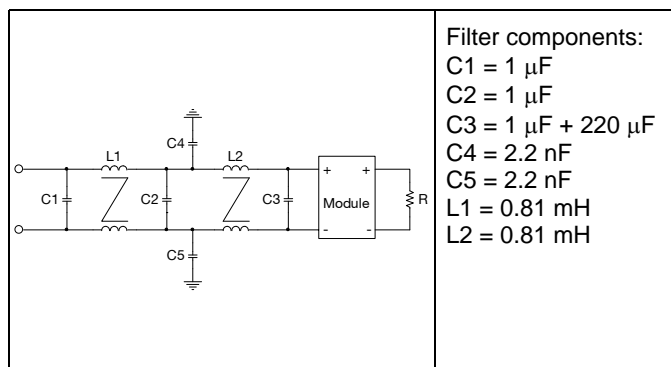 C4
L1
L2
C1
C2
C3
C5
+
+
Module
-
-
R
Filter components:
C1 = 1 μF
C2 = 1 μF
C3 = 1 μF + 220 μF
C4 = 2.2 nF
C5 = 2.2 nF
L1 = 0.81 mH
L2 = 0.81 mH